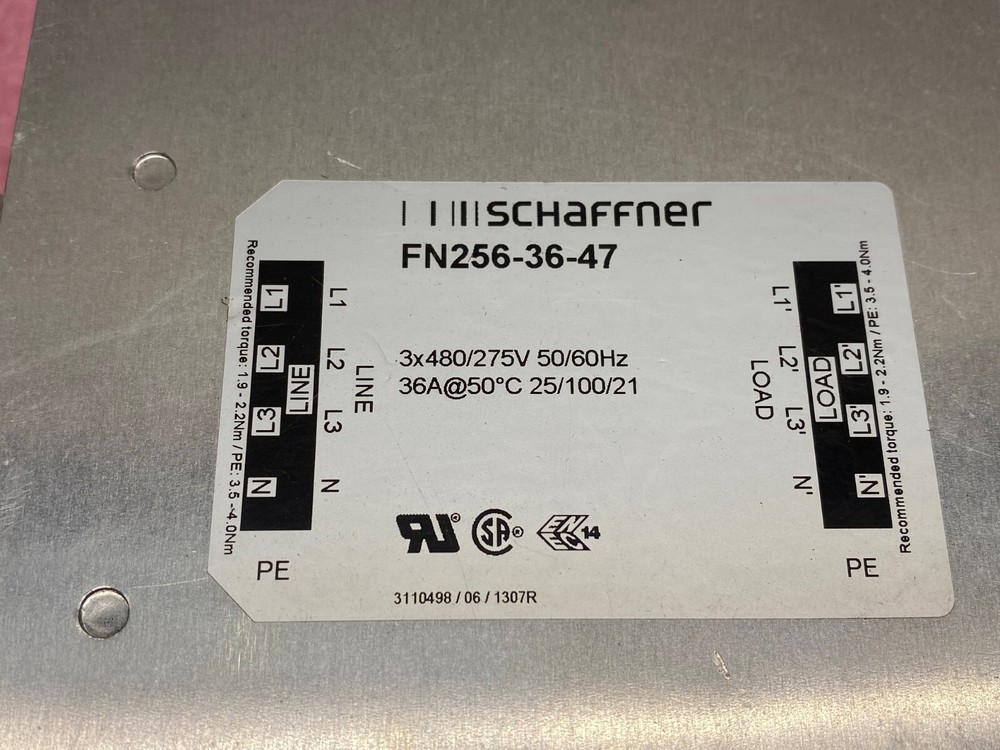 SCHaFFner
FN256-36-47
3x480/275V 50/60Hz
36A@50°C 25/100/21
Recommended torque: 1.9 - 2.2Nm / PE: 3.5 -4.0Nm
L1
L2
L3
N
LINE
L1
L2
L3
N
LINE
PE
L1'
L2'
L3'
N'
LOAD
L1'
L2'
L3'
N'
LOAD
Recommended torque: 1.9 - 2.2Nm / PE: 3.5 - 4.0Nm
PE
RU ®
SA ®
ENEC 14
3110498 / 06 / 1307R